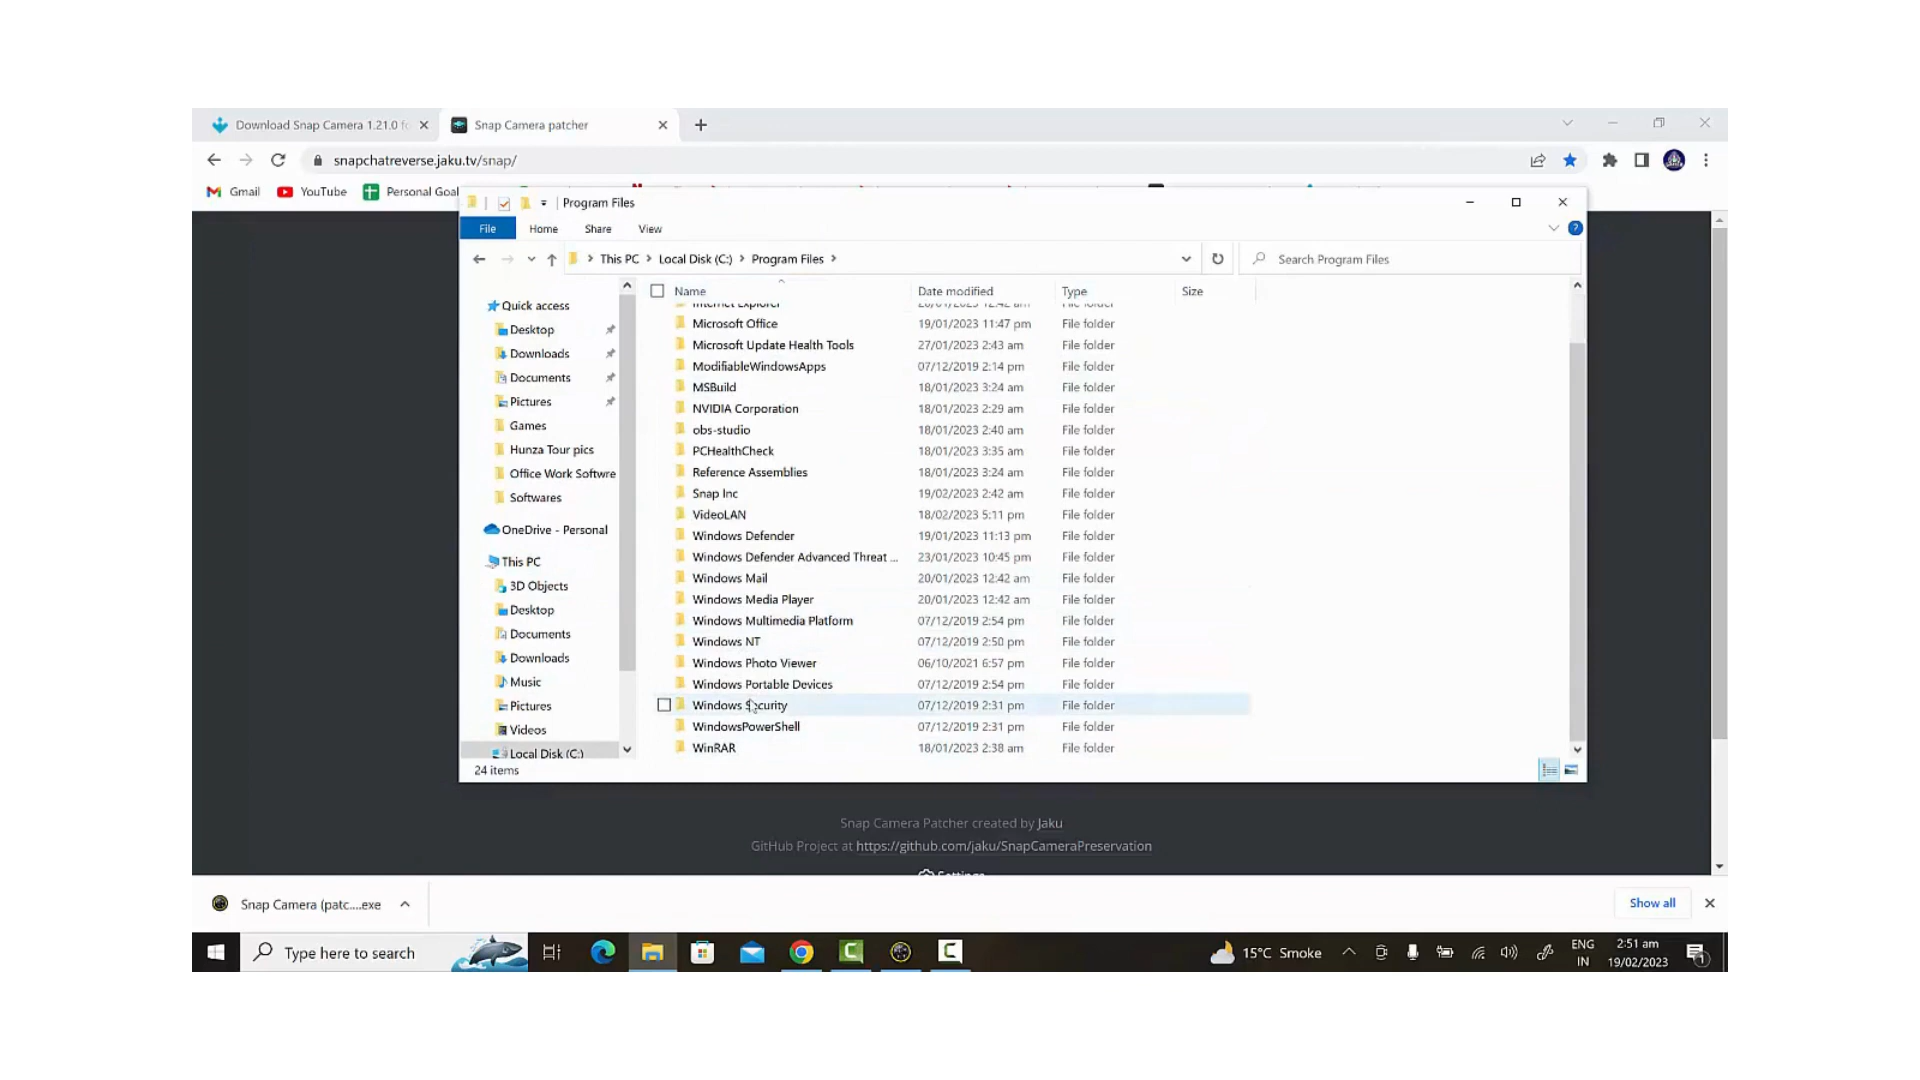 Download Snap Camera 1.21.0 fo
Snap Camera patcher
snapchatreverse.jaku.tv/snap/
Gmail YouTube Personal Goal
Program Files
File Home Share View
This PC > Local Disk (C:) > Program Files >
Search Program Files
Name Date modified Type Size
Internet Explorer 20/01/2023 12:42 am File folder
Microsoft Office 19/01/2023 11:47 pm File folder
Microsoft Update Health Tools 27/01/2023 2:43 am File folder
ModifiableWindowsApps 07/12/2019 2:14 pm File folder
MSBuild 18/01/2023 3:24 am File folder
NVIDIA Corporation 18/01/2023 2:29 am File folder
obs-studio 18/01/2023 2:40 am File folder
PCHealthCheck 18/01/2023 3:35 am File folder
Reference Assemblies 18/01/2023 3:24 am File folder
Snap Inc 19/02/2023 2:42 am File folder
VideoLAN 18/02/2023 5:11 pm File folder
Windows Defender 19/01/2023 11:13 pm File folder
Windows Defender Advanced Threat ... 23/01/2023 10:45 pm File folder
Windows Mail 20/01/2023 12:42 am File folder
Windows Media Player 20/01/2023 12:42 am File folder
Windows Multimedia Platform 07/12/2019 2:54 pm File folder
Windows NT 07/12/2019 2:50 pm File folder
Windows Photo Viewer 06/10/2021 6:57 pm File folder
Windows Portable Devices 07/12/2019 2:54 pm File folder
Windows Security 07/12/2019 2:31 pm File folder
WindowsPowerShell 07/12/2019 2:31 pm File folder
WinRAR 18/01/2023 2:38 am File folder
Quick access
Desktop
Downloads
Documents
Pictures
Games
Hunza Tour pics
Office Work Softwre
Softwares
OneDrive - Personal
This PC
3D Objects
Desktop
Documents
Downloads
Music
Pictures
Videos
Local Disk (C:)
24 items
Snap Camera Patcher created by Jaku
GitHub Project at https://github.com/jaku/SnapCameraPreservation
Settings
Snap Camera (patc....exe
Show all
Type here to search
15°C Smoke
ENG
IN
2:51 am
19/02/2023
1